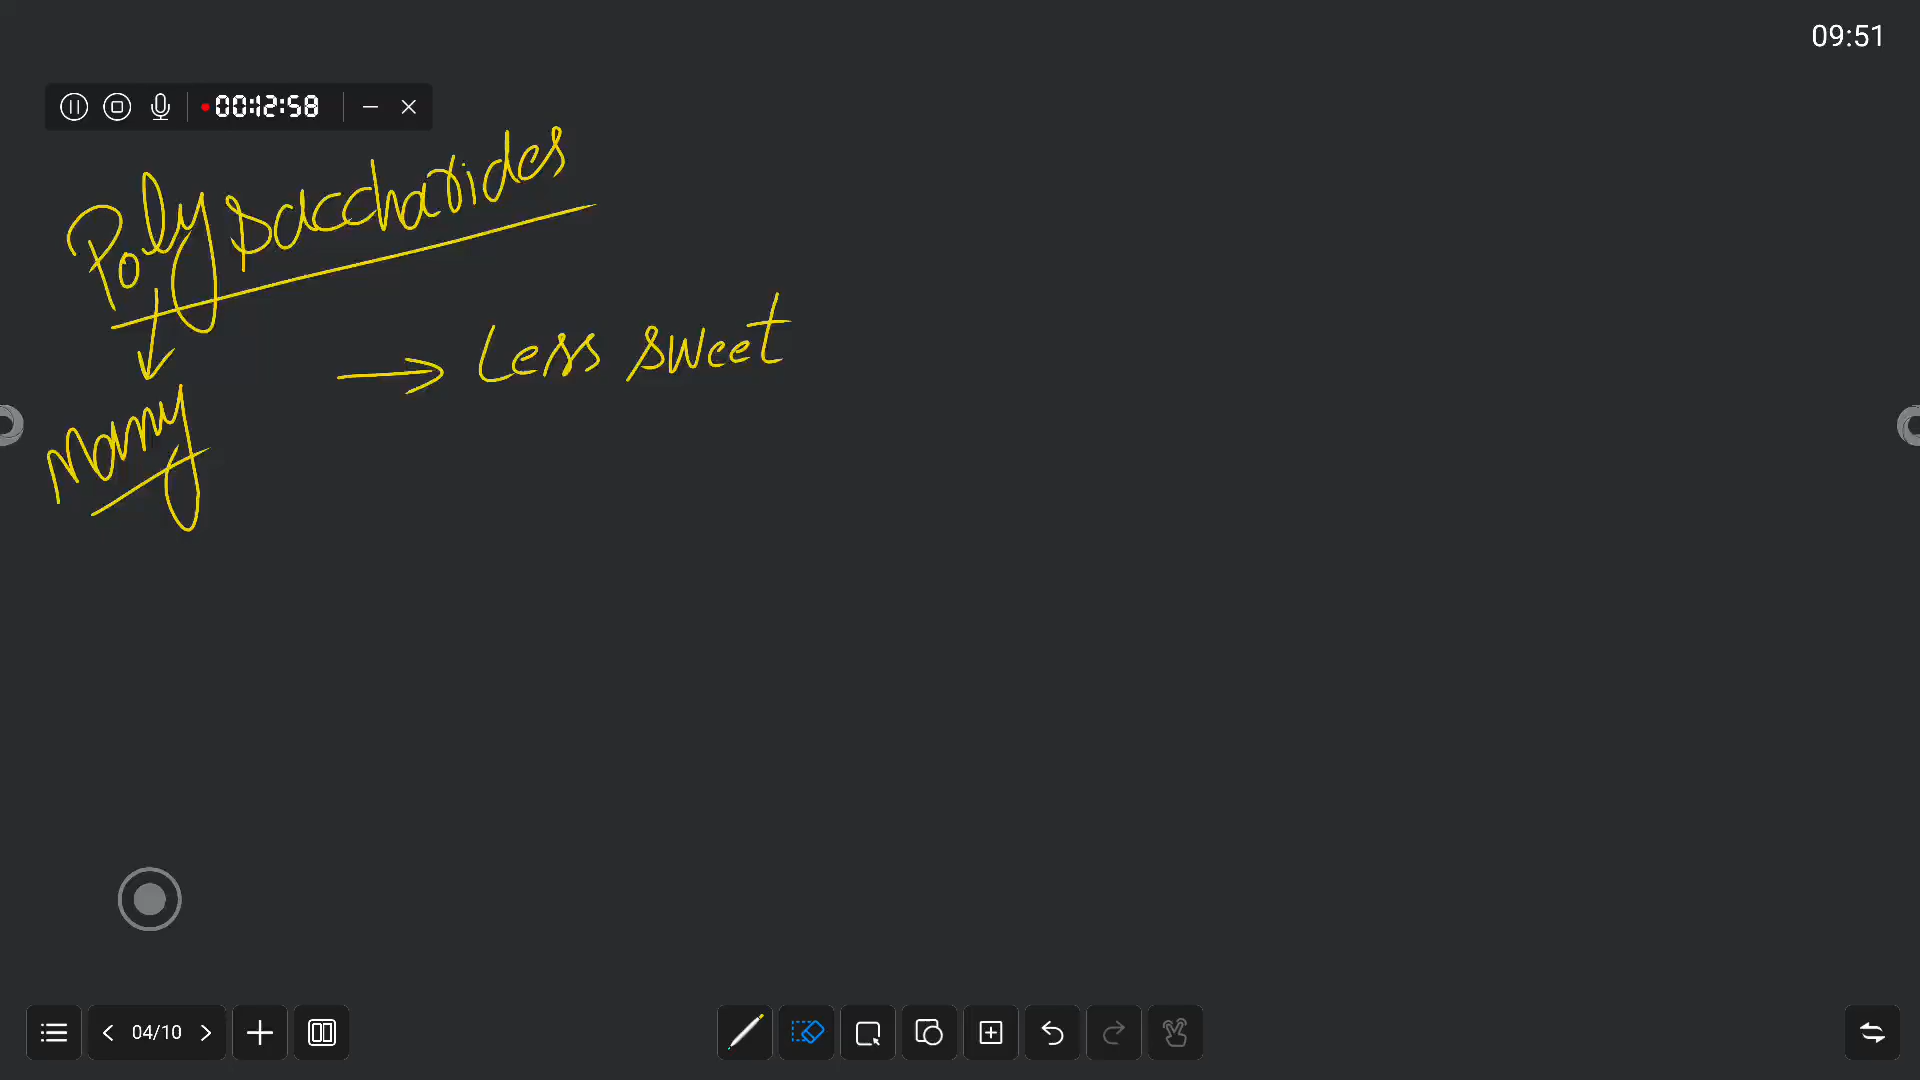 09:51
00:12:58
Polysaccharides
→ Less sweet
Many
04/10